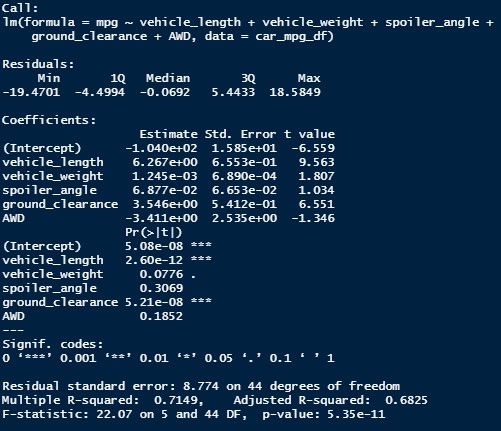 Call:
lm(formula = mpg ~ vehicle_length + vehicle_weight + spoiler_angle +
    ground_clearance + AWD, data = car_mpg_df)

Residuals:
     Min       1Q   Median       3Q      Max
-19.4701  -4.4994  -0.0692   5.4433  18.5849

Coefficients:
                   Estimate Std. Error t value
(Intercept)      -1.040e+02  1.585e+01  -6.559
vehicle_length    6.267e+00  6.553e-01   9.563
vehicle_weight    1.245e-03  6.890e-04   1.807
spoiler_angle     6.877e-02  6.653e-02   1.034
ground_clearance  3.546e+00  5.412e-01   6.551
AWD              -3.411e+00  2.535e+00  -1.346
                 Pr(>|t|)
(Intercept)      5.08e-08 ***
vehicle_length   2.60e-12 ***
vehicle_weight     0.0776 .
spoiler_angle      0.3069
ground_clearance 5.21e-08 ***
AWD                0.1852
---
Signif. codes:
0 ‘***’ 0.001 ‘**’ 0.01 ‘*’ 0.05 ‘.’ 0.1 ‘ ’ 1

Residual standard error: 8.774 on 44 degrees of freedom
Multiple R-squared:  0.7149,    Adjusted R-squared:  0.6825
F-statistic: 22.07 on 5 and 44 DF,  p-value: 5.35e-11